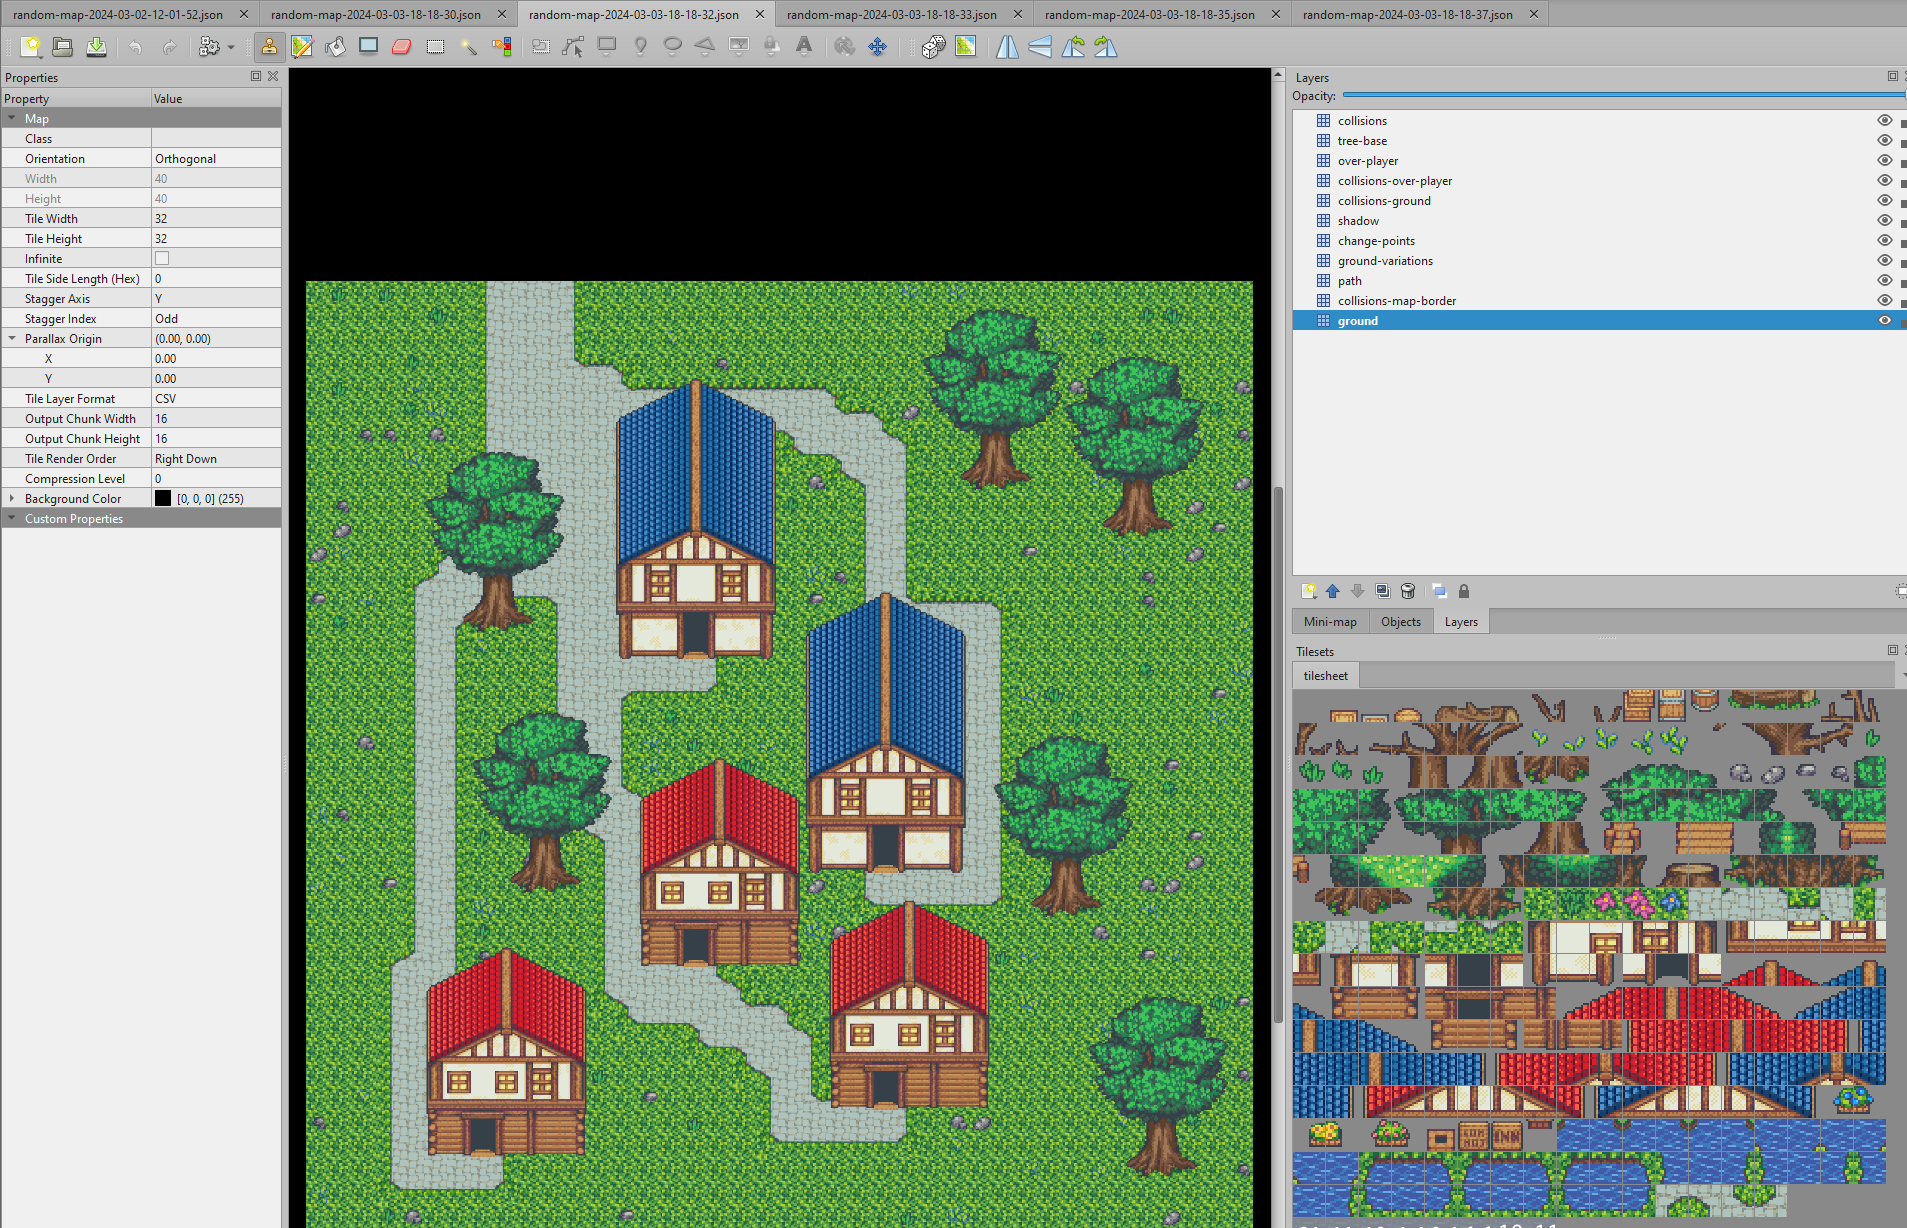 random-map-2024-03-02-12-01-52.json random-map-2024-03-03-18-18-30.json random-map-2024-03-03-18-18-32.json random-map-2024-03-03-18-18-33.json random-map-2024-03-03-18-18-35.json random-map-2024-03-03-18-18-37.json
Properties
Property Value
Map
Class
Orientation Orthogonal
Width 40
Height 40
Tile Width 32
Tile Height 32
Infinite
Tile Side Length (Hex) 0
Stagger Axis Y
Stagger Index Odd
Parallax Origin (0.00, 0.00)
X 0.00
Y 0.00
Tile Layer Format CSV
Output Chunk Width 16
Output Chunk Height 16
Tile Render Order Right Down
Compression Level 0
Background Color [0, 0, 0] (255)
Custom Properties
Layers
Opacity:
collisions
tree-base
over-player
collisions-over-player
collisions-ground
shadow
change-points
ground-variations
path
collisions-map-border
ground
Mini-map Objects Layers
Tilesets
tilesheet
INN